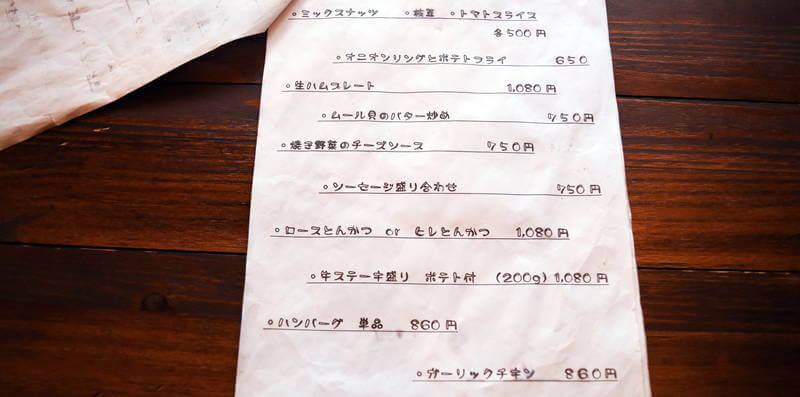 ◦ミックスナッツ ◦枝豆 ◦トマトスライス
各500円
◦オニオンリングとポテトフライ 650
◦生ハムプレート 1,080円
◦ムール貝のバター炒め 750円
◦焼き野菜のチーズソース 750円
◦ソーセージ盛り合わせ 750円
◦ロースとんかつ or ヒレとんかつ 1,080円
◦牛ステーキ盛り ポテト付 (200g) 1,080円
◦ハンバーグ 単品 860円
◦ガーリックチキン 860円